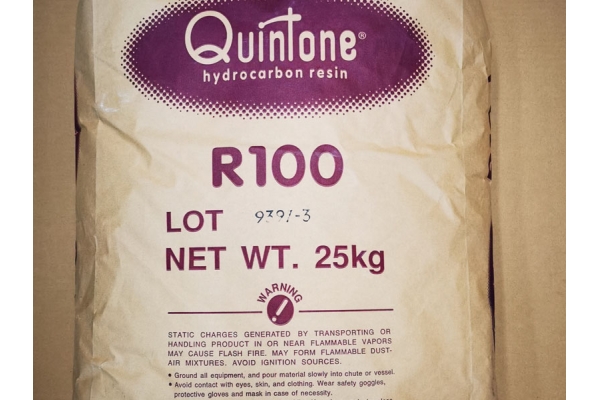 Quintone®
hydrocarbon resin
R100
LOT
NET WT. 25kg
WARNING
STATIC CHARGES GENERATED BY TRANSPORTING OR
HANDLING PRODUCT IN OR NEAR FLAMMABLE VAPORS
MAY CAUSE FLASH FIRE. MAY FORM FLAMMABLE DUST-
AIR MIXTURES. AVOID IGNITION SOURCES.
• Ground all equipment, and pour material slowly into chute or vessel.
• Avoid contact with eyes, skin, and clothing. Wear safety goggles,
protective gloves and mask in case of necessity.